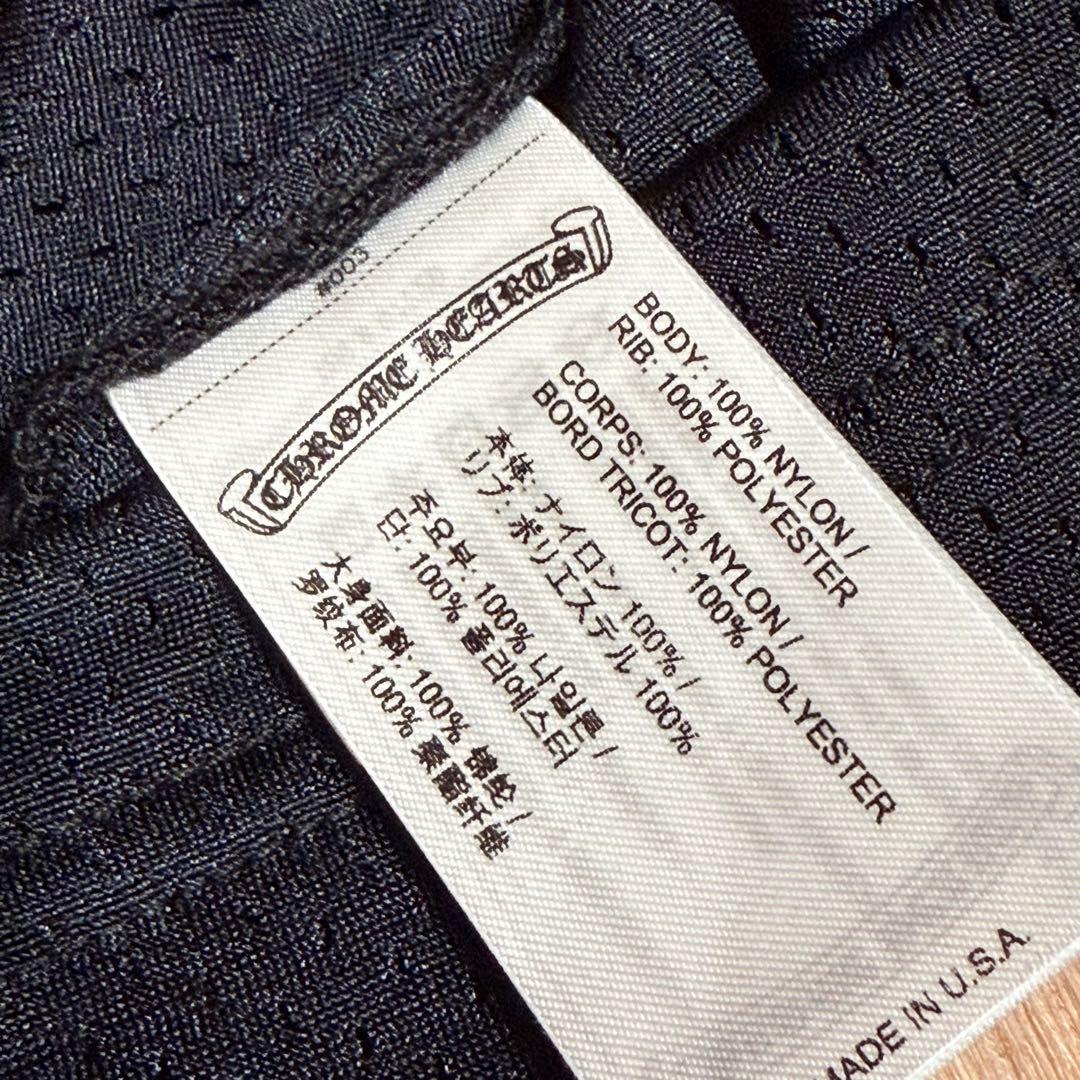 #003
CHROME HEARTS
BODY: 100% NYLON /
RIB: 100% POLYESTER
CORPS: 100% NYLON /
BORD TRICOT: 100% POLYESTER
本体: ナイロン 100% /
リブ: ポリエステル 100%
주요부: 100% 나일론 /
단: 100% 폴리에스터
大身面料: 100% 锦纶 /
罗纹布: 100% 聚酯纤维
MADE IN U.S.A.